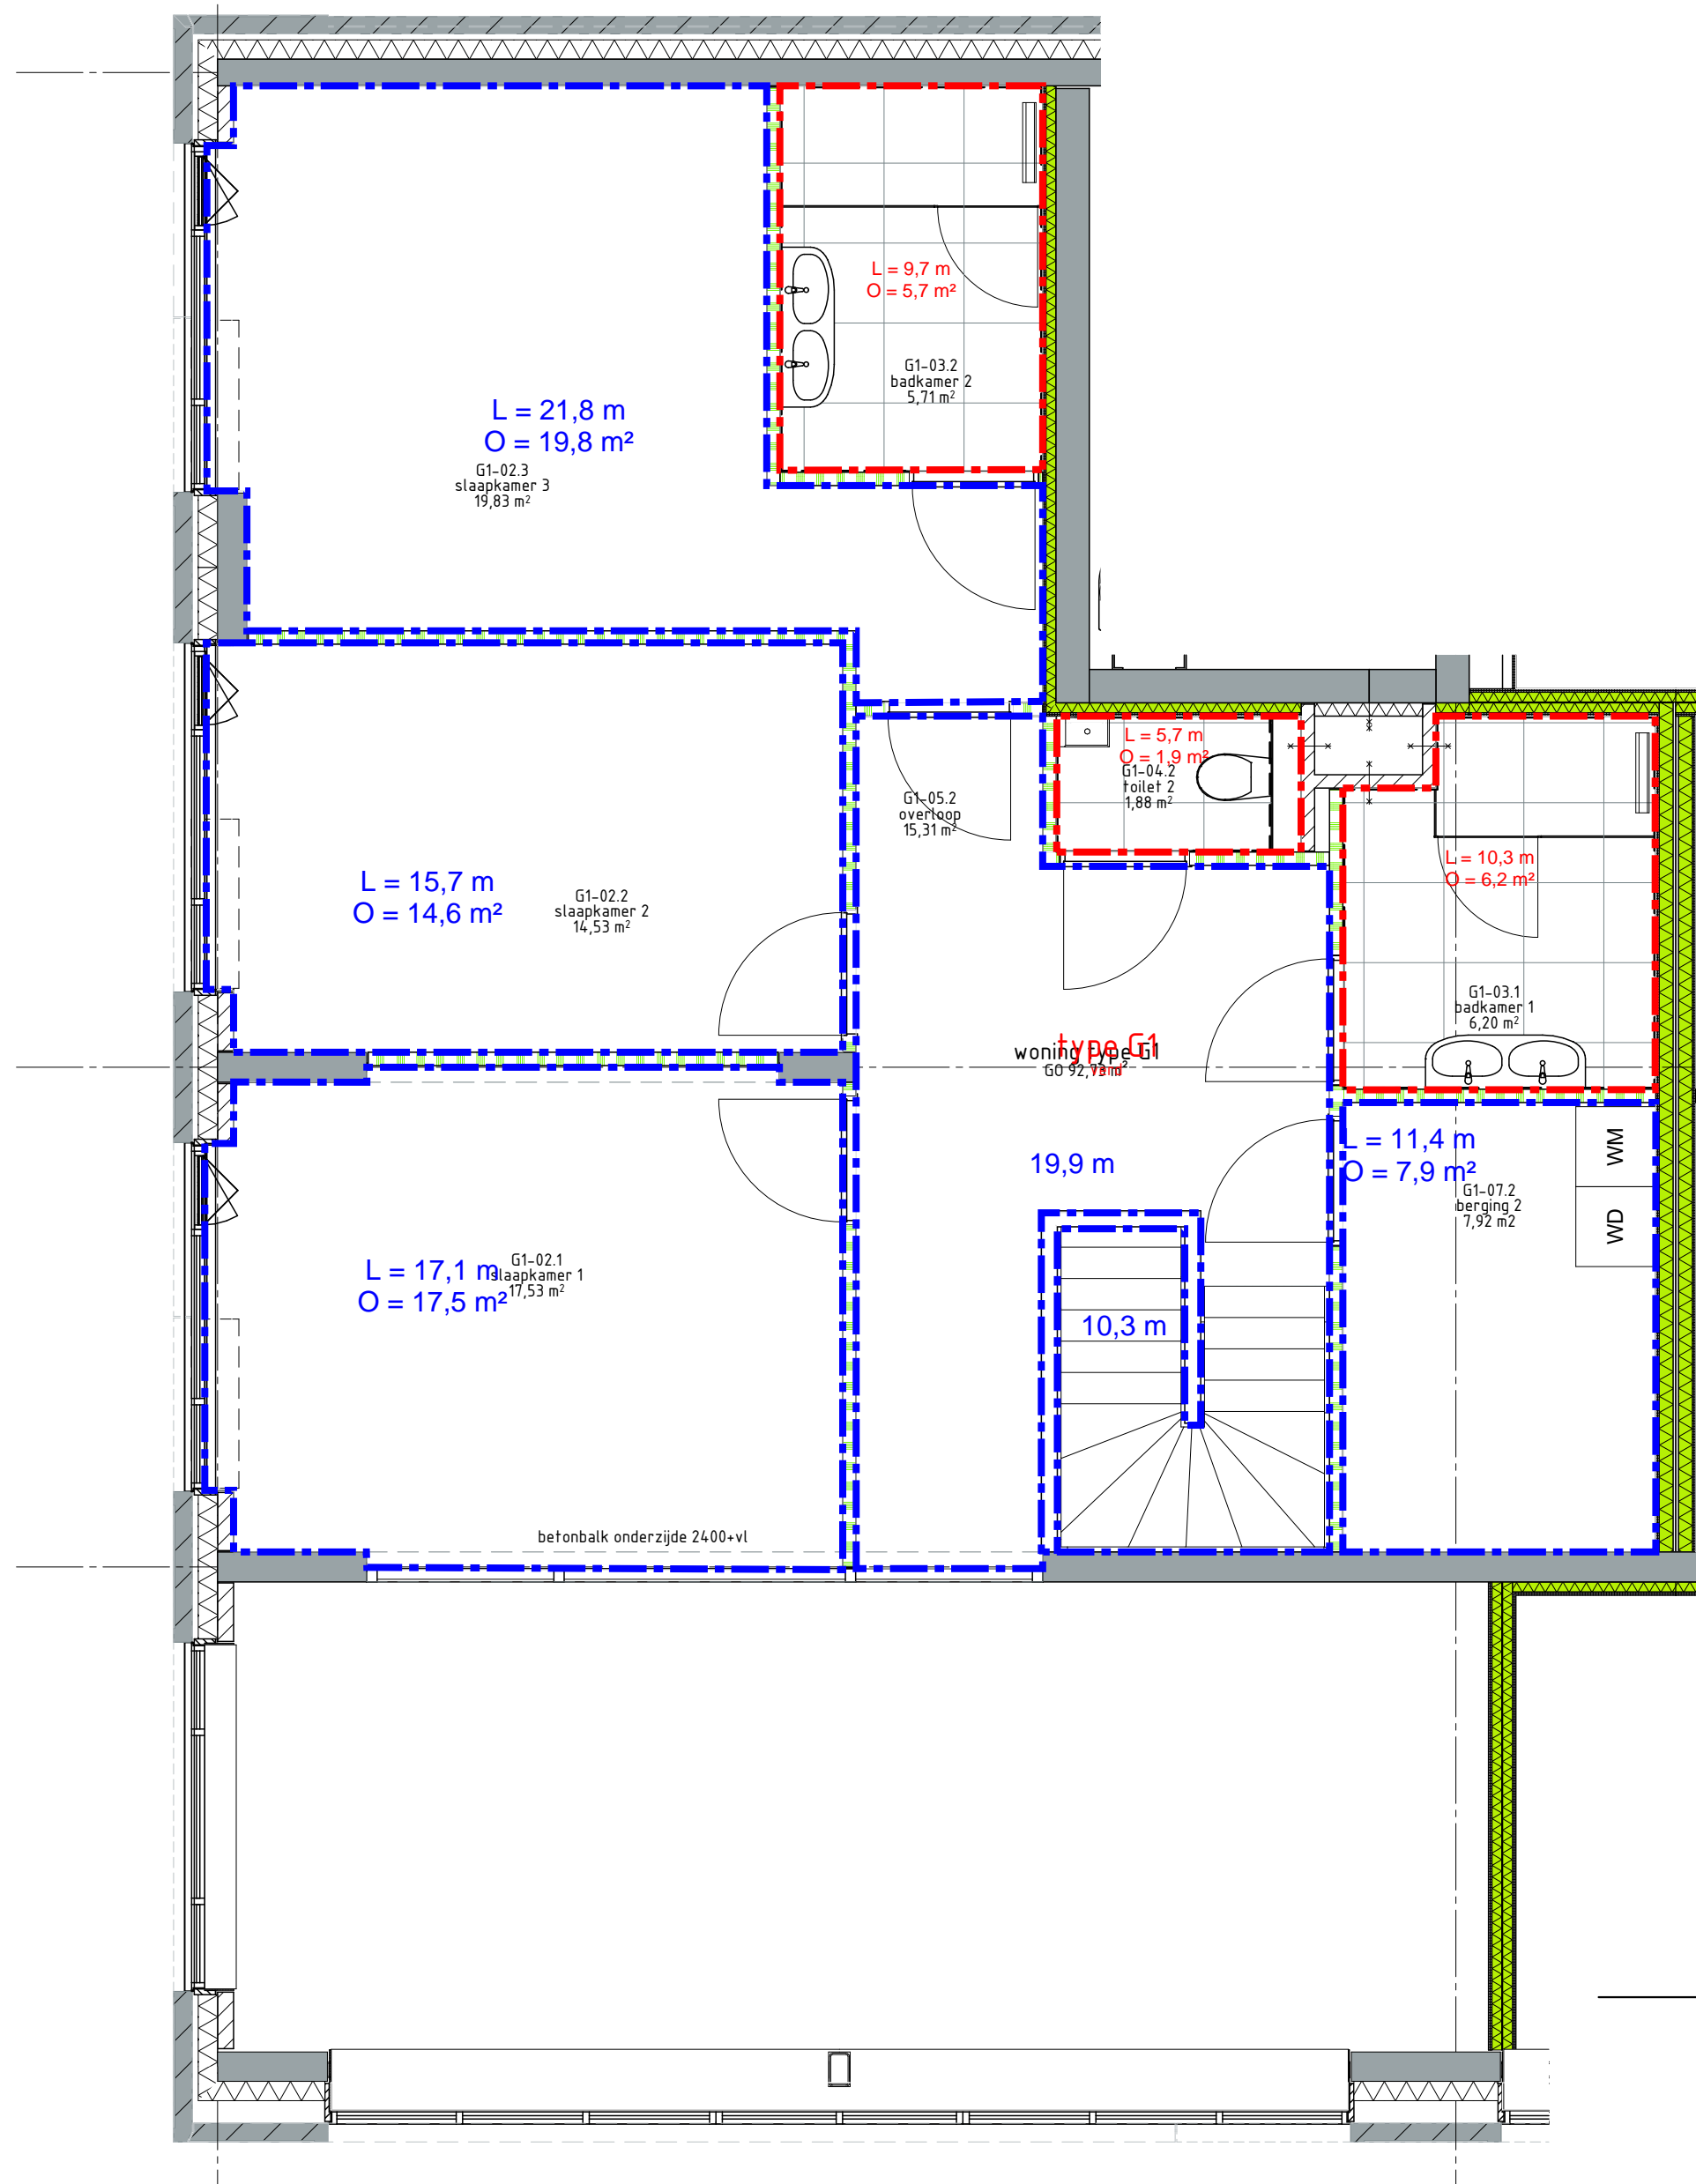 L = 9,7 m
O = 5,7 m²
G1-03.2
badkamer 2
5,71 m²
L = 21,8 m
O = 19,8 m²
G1-02.3
slaapkamer 3
19,83 m²
L = 5,7 m
O = 1,9 m²
G1-04.2
toilet 2
1,88 m²
G1-05.2
overloop
15,31 m²
L = 10,3 m
O = 6,2 m²
L = 15,7 m
O = 14,6 m²
G1-02.2
slaapkamer 2
14,53 m²
G1-03.1
badkamer 1
6,20 m²
type G1
woning type G1
GO 92,73 m²
L = 11,4 m
O = 7,9 m²
WM
19,9 m
G1-07.2
berging 2
7,92 m2
WD
L = 17,1 m
O = 17,5 m²
G1-02.1
slaapkamer 1
17,53 m²
10,3 m
betonbalk onderzijde 2400+vl